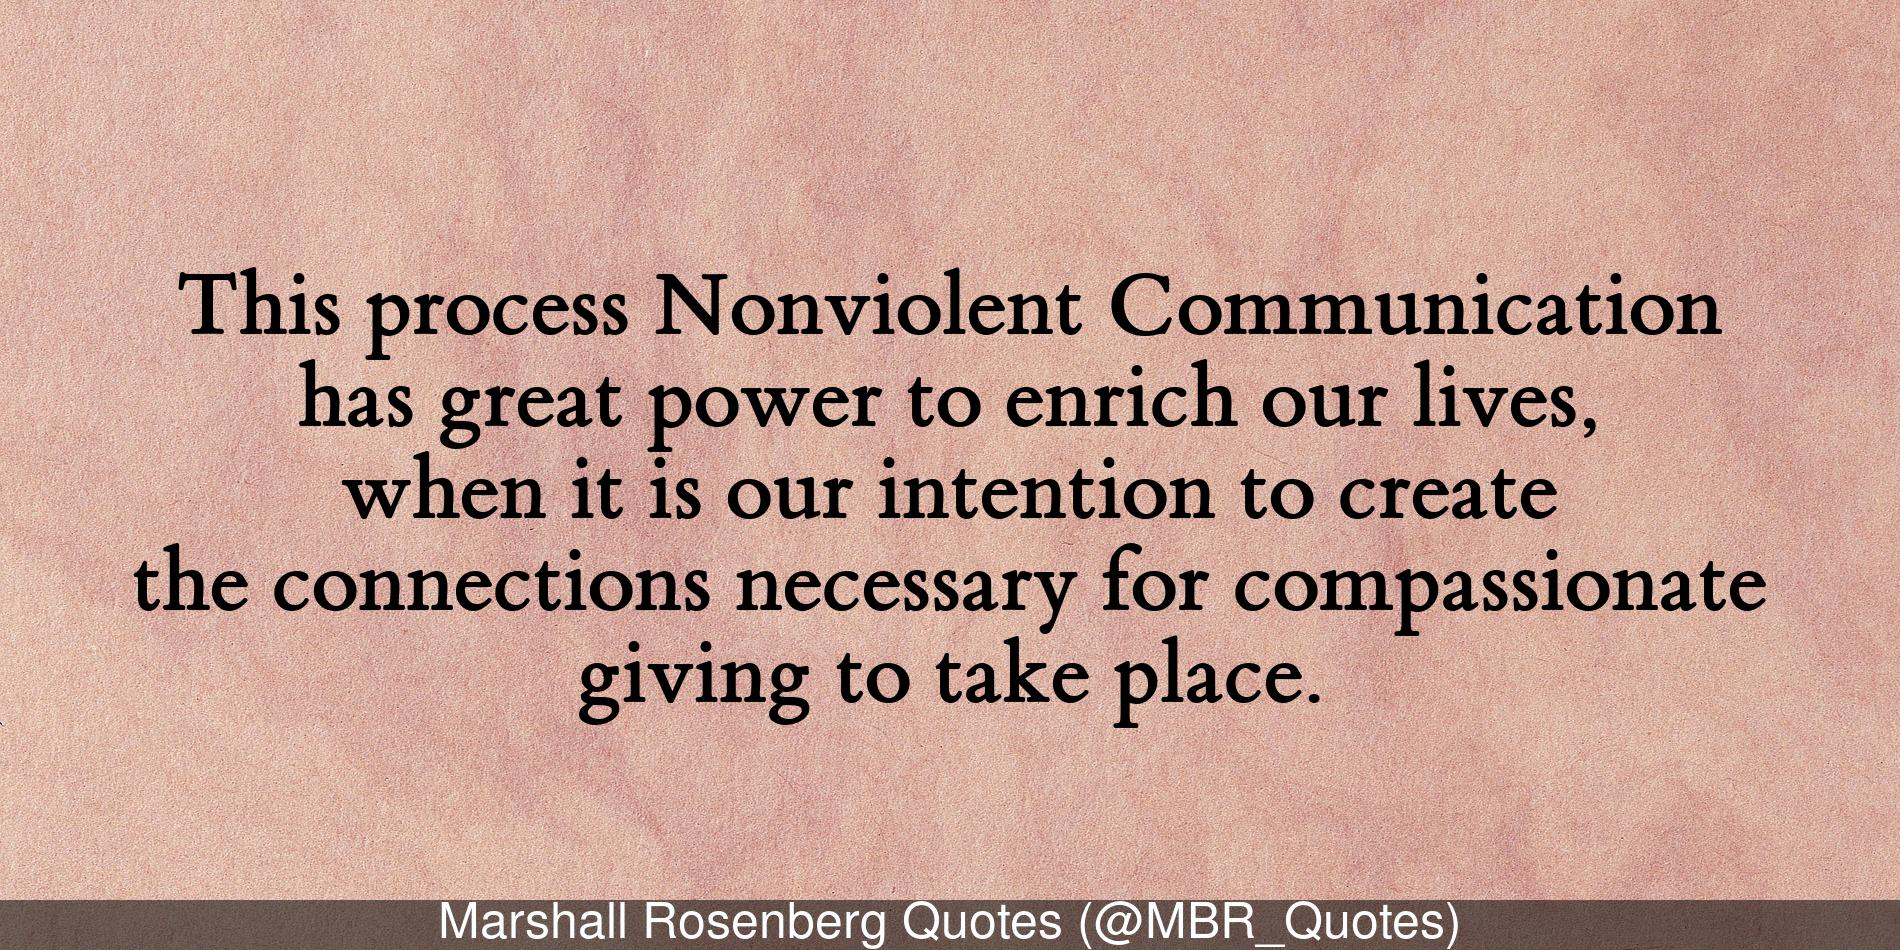 This process Nonviolent Communication
has great power to enrich our lives,
when it is our intention to create
the connections necessary for compassionate
giving to take place.
Marshall Rosenberg Quotes (@MBR_Quotes)